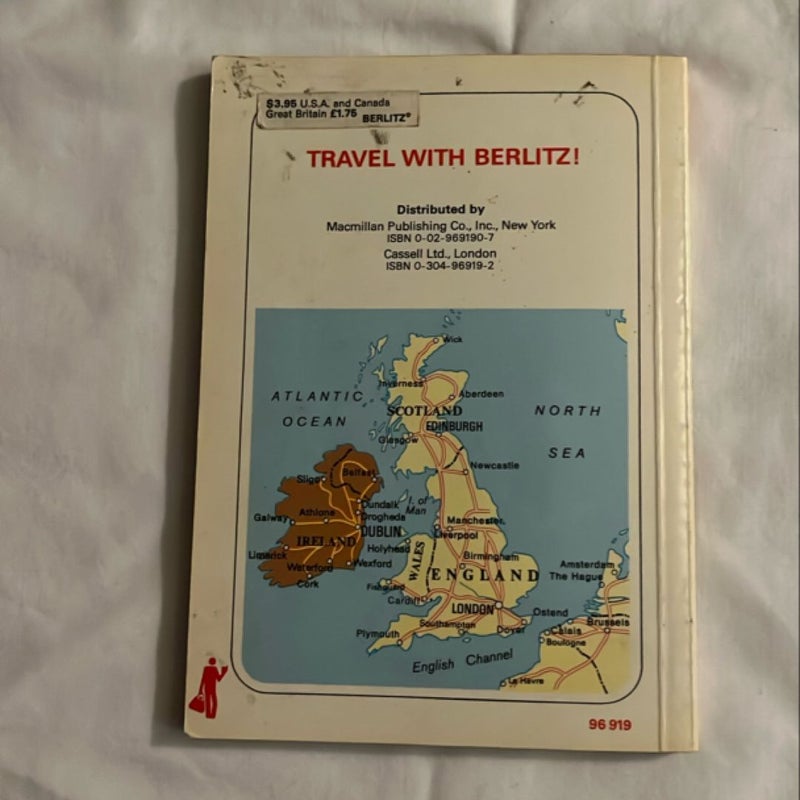 $3.95 U.S.A. and Canada
Great Britain £1.75 BERLITZ®
TRAVEL WITH BERLITZ!
Distributed by
Macmillan Publishing Co., Inc., New York
ISBN 0-02-969190-7
Cassell Ltd., London
ISBN 0-304-96919-2
Wick
ATLANTIC
OCEAN
Inverness
Aberdeen
SCOTLAND
NORTH
SEA
EDINBURGH
Glasgow
Newcastle
Sligo
Belfast
Dundalk
I. of
Man
Galway
Athlone
Drogheda
Manchester
DUBLIN
Liverpool
IRELAND
Holyhead
Limerick
WALES
Birmingham
Waterford
Wexford
Amsterdam
The Hague
ENGLAND
Cork
Fishguard
Cardiff
LONDON
Ostend
Southampton
Dover
Calais
Brussels
Plymouth
Boulogne
English Channel
Le Havre
96 919